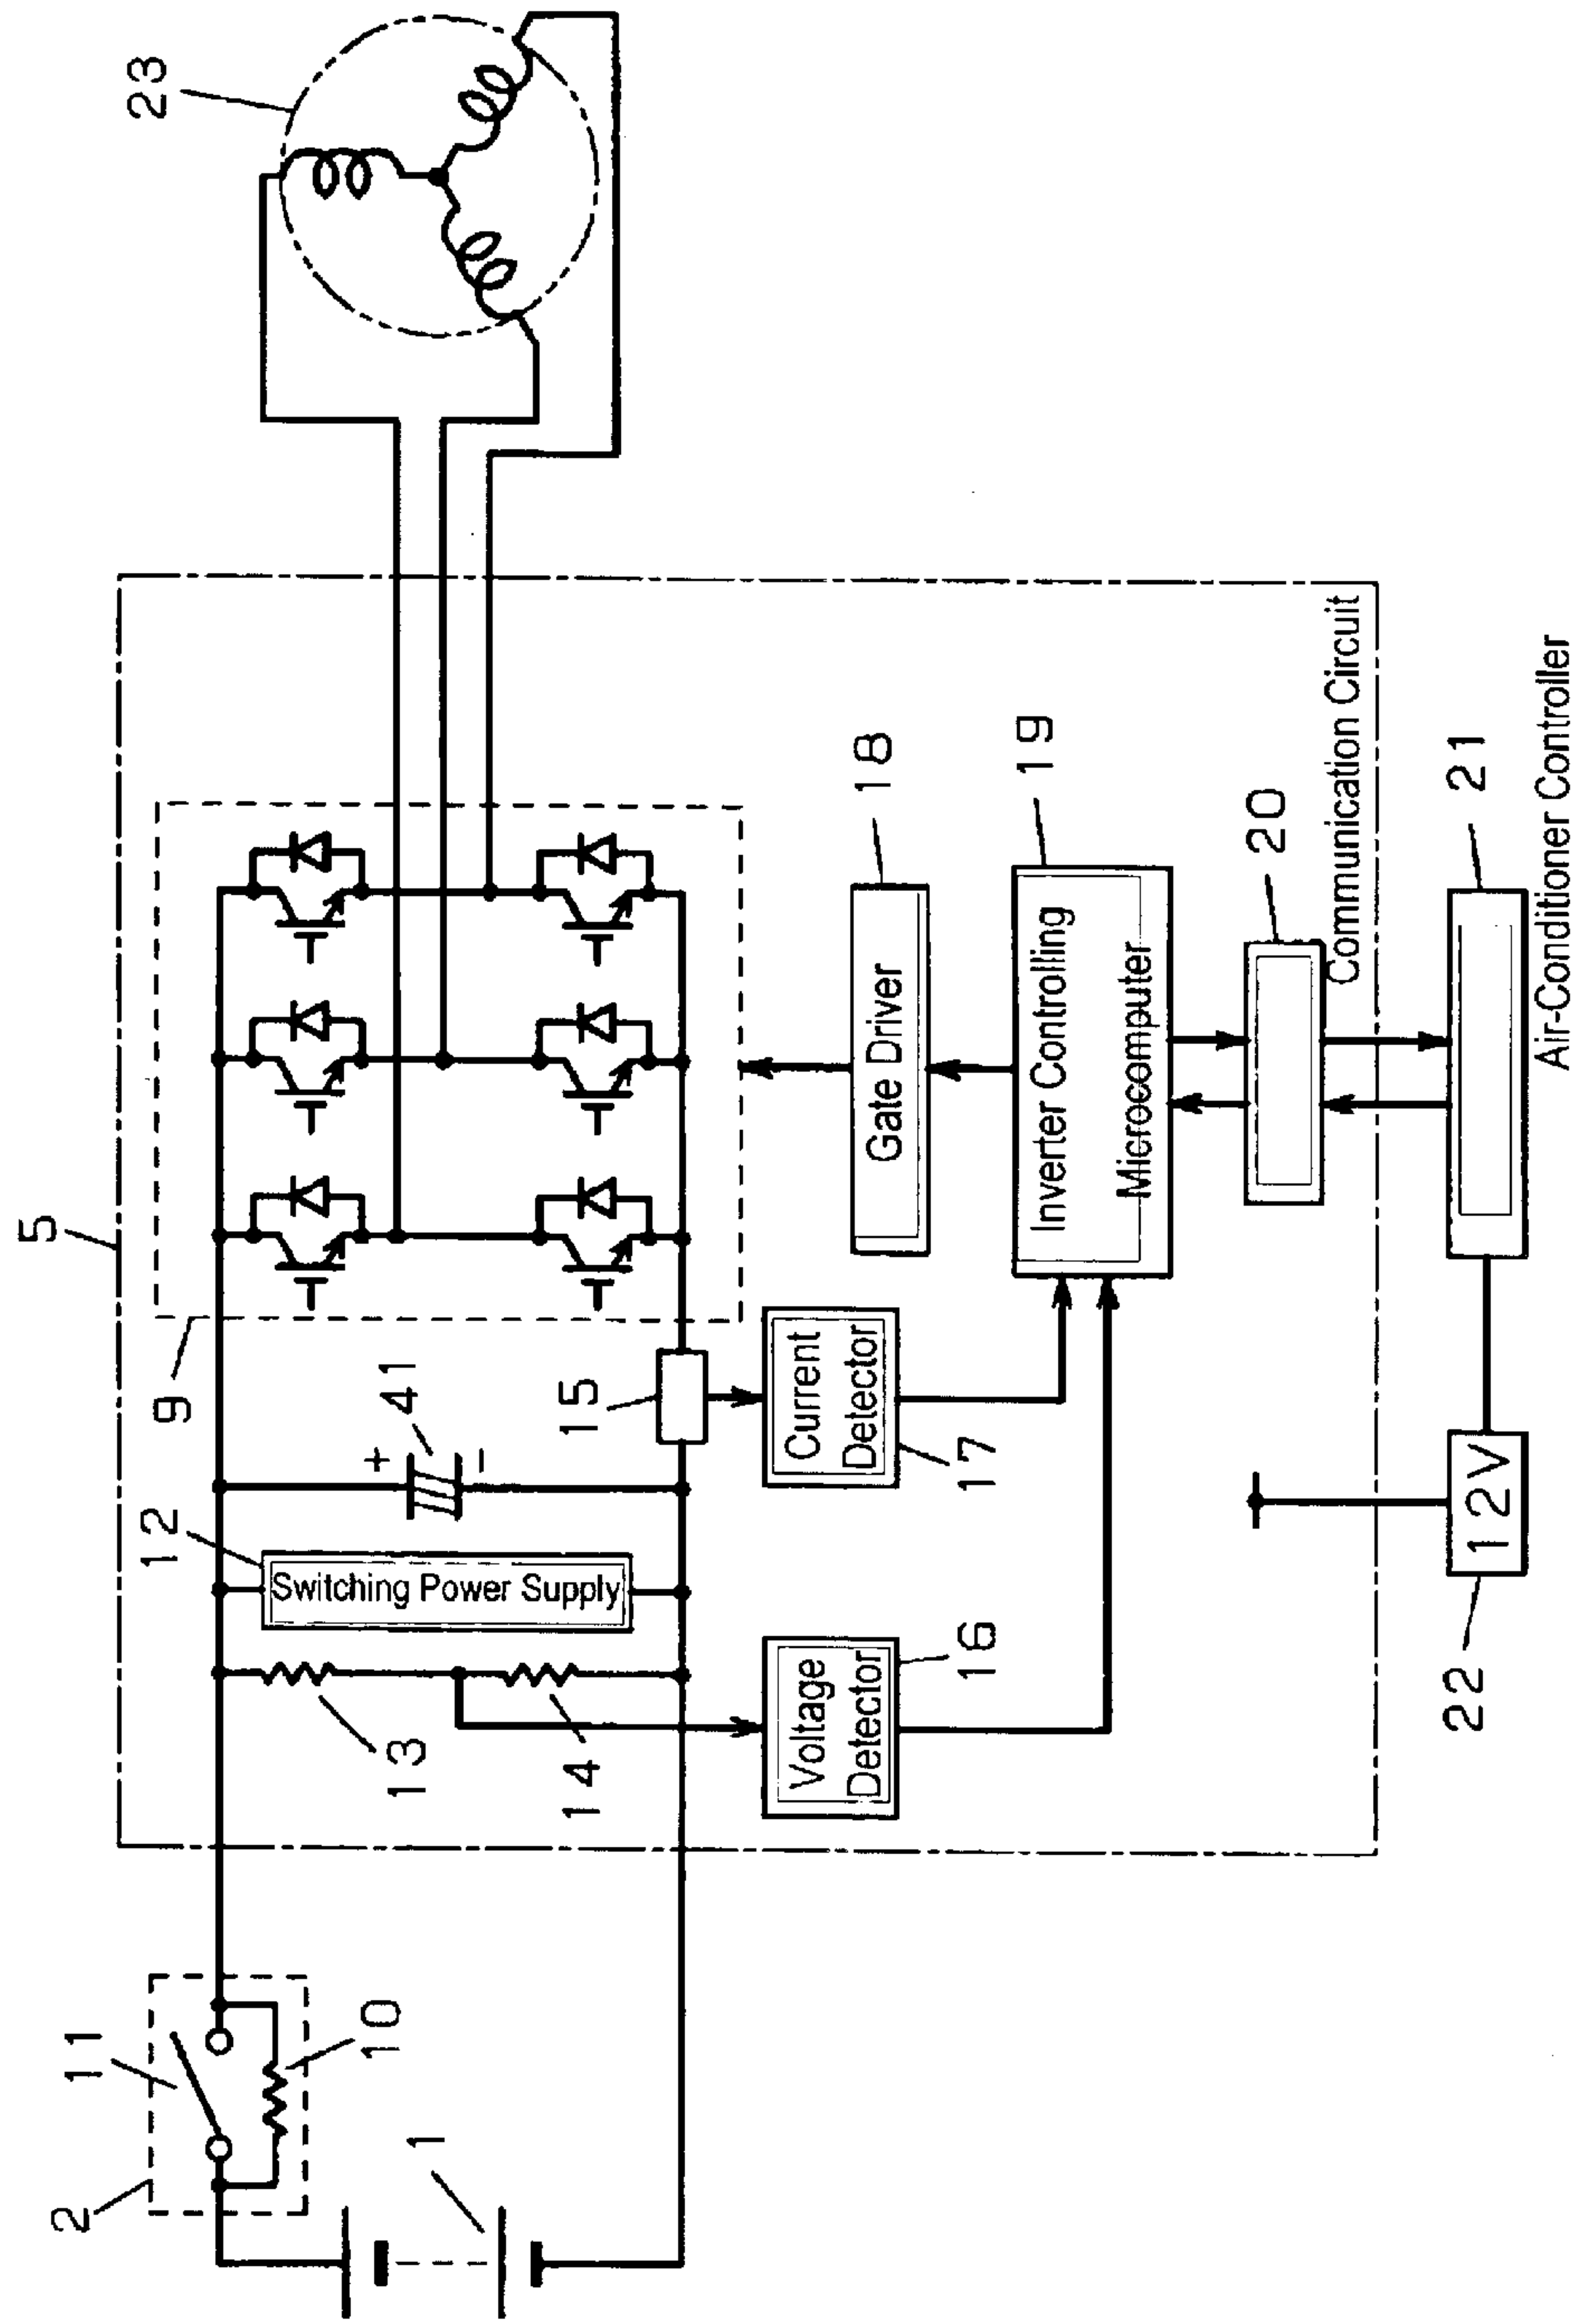 23
5
9
41
12
15
13
14
11
10
2
1
Switching Power Supply
Current
Detector
17
Voltage
Detector
16
Gate Driver
18
Inverter Controlling
Microcomputer
19
20
Communication Circuit
21
Air-Conditioner Controller
12V
22
+
−